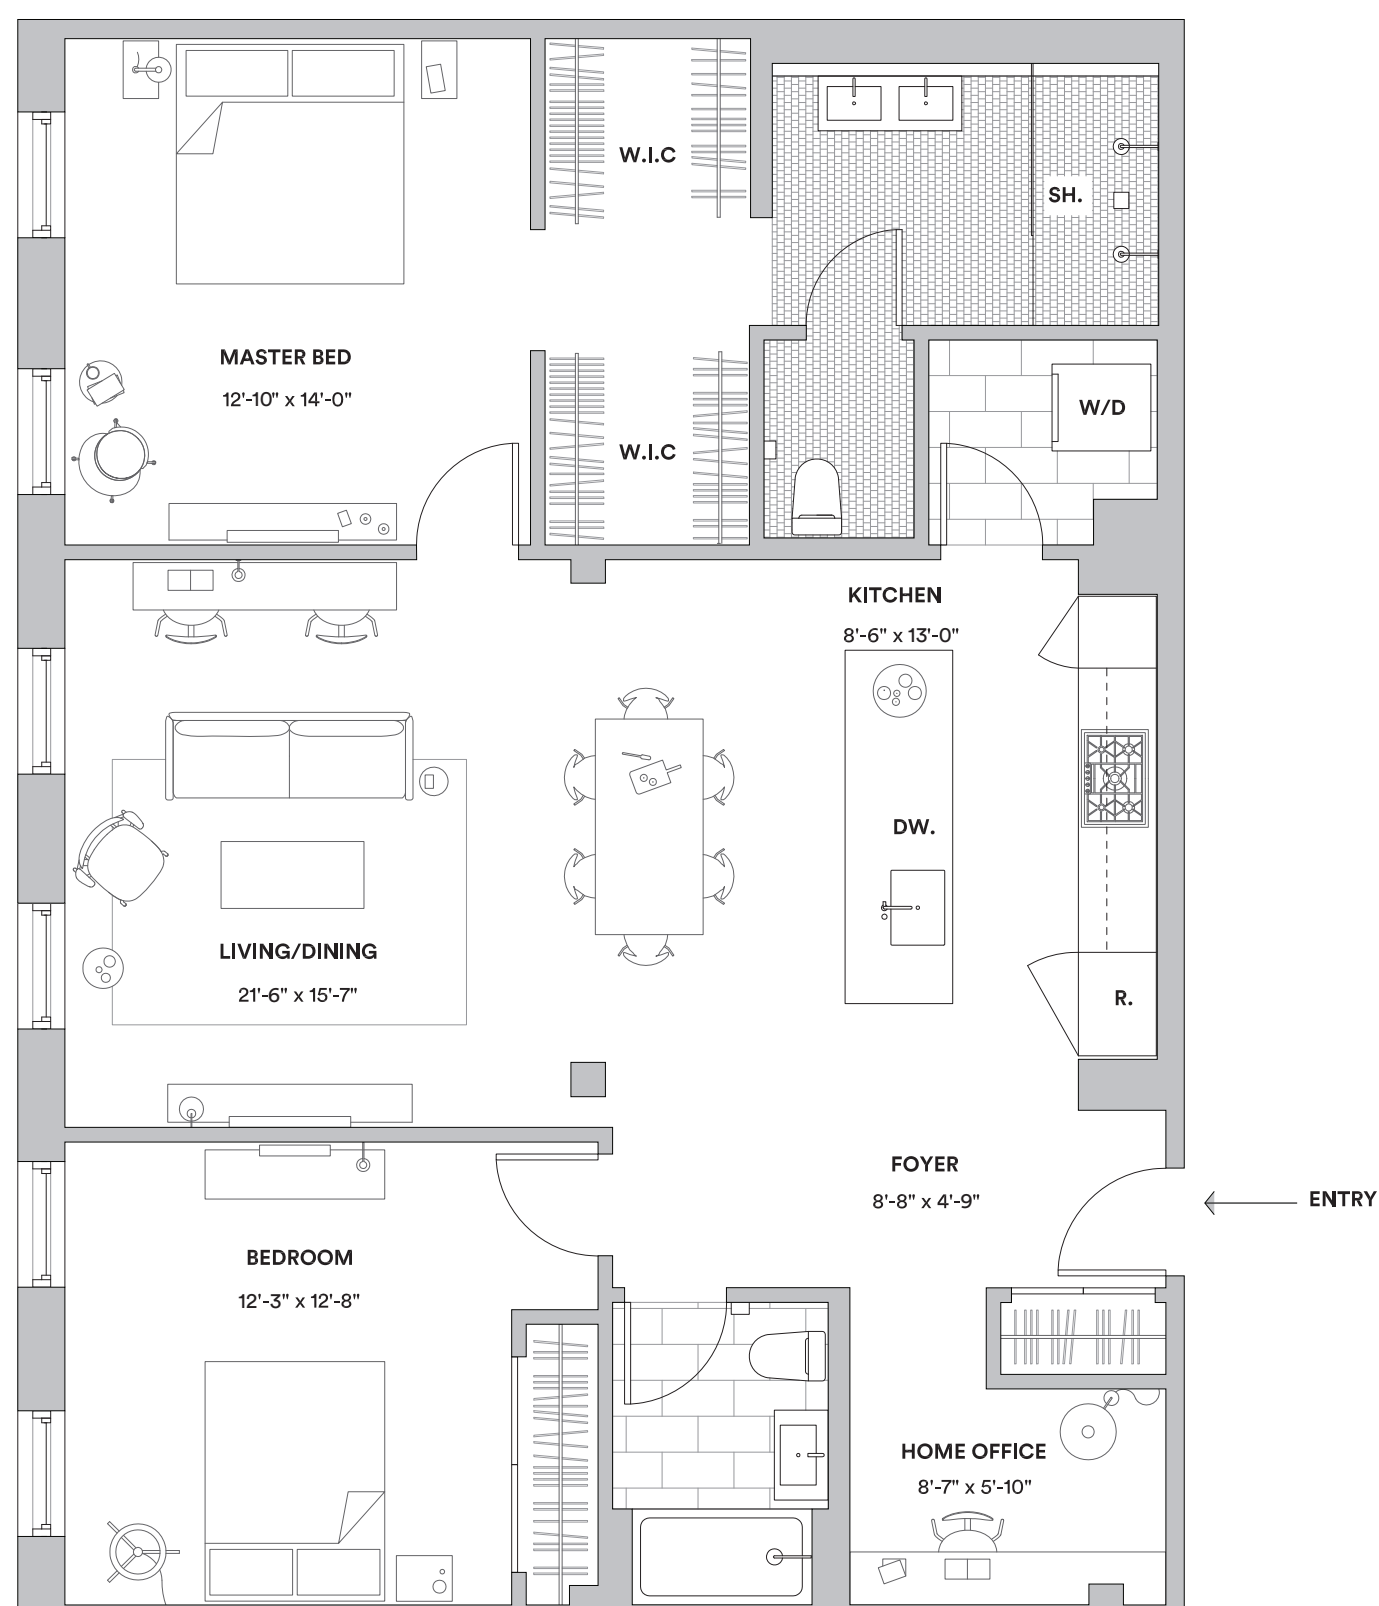 W.I.C
SH.
MASTER BED
12'-10" x 14'-0"
W/D
W.I.C
KITCHEN
8'-6" x 13'-0"
DW.
LIVING/DINING
21'-6" x 15'-7"
R.
FOYER
8'-8" x 4'-9"
ENTRY
BEDROOM
12'-3" x 12'-8"
HOME OFFICE
8'-7" x 5'-10"